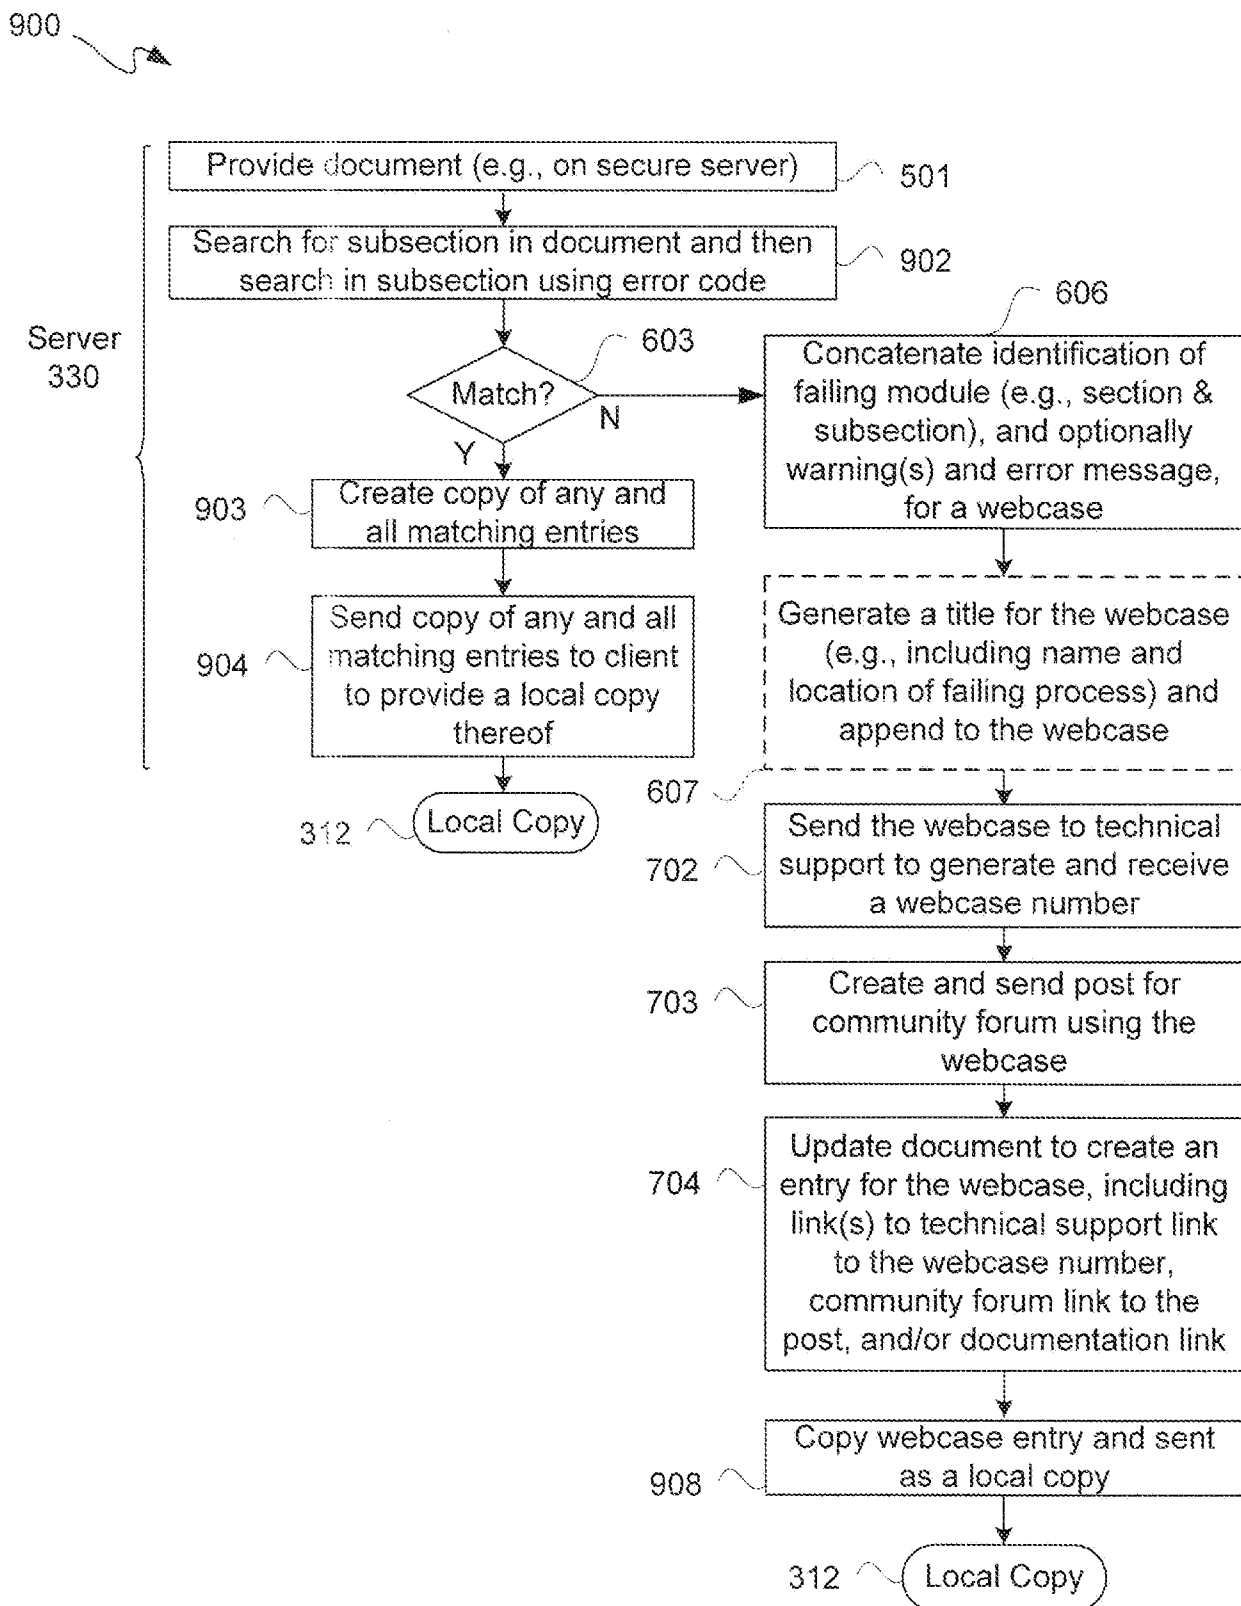 900
Provide document (e.g., on secure server)
501
Search for subsection in document and then
search in subsection using error code
902
Server
330
603
Match?
N
Y
606
Concatenate identification of
failing module (e.g., section &
subsection), and optionally
warning(s) and error message,
for a webcase
903
Create copy of any and
all matching entries
904
Send copy of any and all
matching entries to client
to provide a local copy
thereof
312
Local Copy
Generate a title for the webcase
(e.g., including name and
location of failing process) and
append to the webcase
607
702
Send the webcase to technical
support to generate and receive
a webcase number
703
Create and send post for
community forum using the
webcase
704
Update document to create an
entry for the webcase, including
link(s) to technical support link
to the webcase number,
community forum link to the
post, and/or documentation link
908
Copy webcase entry and sent
as a local copy
312
Local Copy